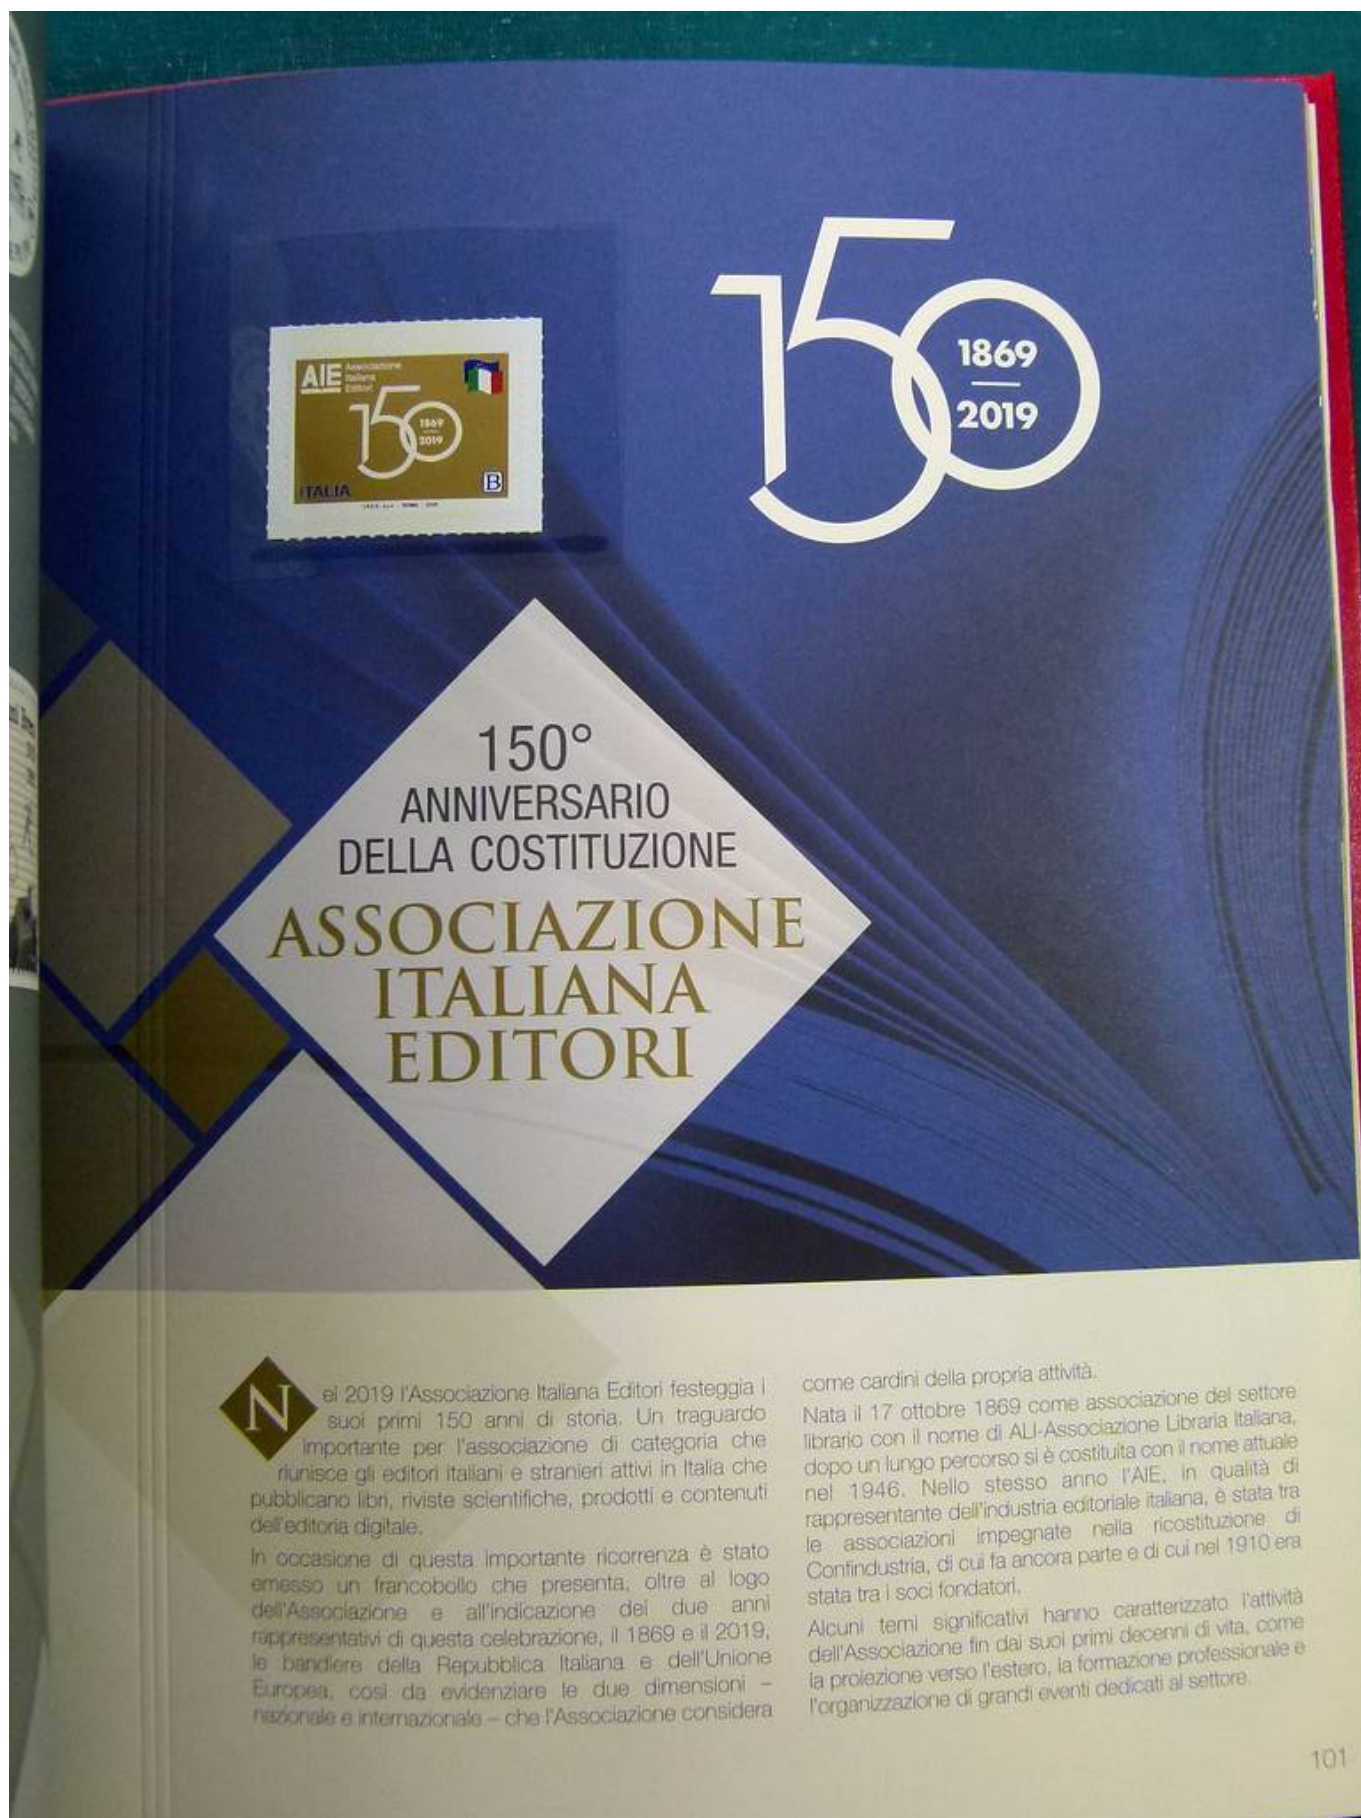 AIE Associazione
Italiana
Editori
150
1869
2019
ITALIA
B
150
1869
2019
150°
ANNIVERSARIO
DELLA COSTITUZIONE
ASSOCIAZIONE
ITALIANA
EDITORI
Nel 2019 l'Associazione Italiana Editori festeggia i
suoi primi 150 anni di storia. Un traguardo
importante per l'associazione di categoria che
riunisce gli editori italiani e stranieri attivi in Italia che
pubblicano libri, riviste scientifiche, prodotti e contenuti
dell'editoria digitale.
In occasione di questa importante ricorrenza è stato
emesso un francobollo che presenta, oltre al logo
dell'Associazione e all'indicazione dei due anni
rappresentativi di questa celebrazione, il 1869 e il 2019,
le bandiere della Repubblica Italiana e dell'Unione
Europea, così da evidenziare le due dimensioni –
nazionale e internazionale – che l'Associazione considera
come cardini della propria attività.
Nata il 17 ottobre 1869 come associazione del settore
librario con il nome di ALI-Associazione Libraria Italiana,
dopo un lungo percorso si è costituita con il nome attuale
nel 1946. Nello stesso anno l'AIE, in qualità di
rappresentante dell'industria editoriale italiana, è stata tra
le associazioni impegnate nella ricostituzione di
Confindustria, di cui fa ancora parte e di cui nel 1910 era
stata tra i soci fondatori.
Alcuni temi significativi hanno caratterizzato l'attività
dell'Associazione fin dai suoi primi decenni di vita, come
la proiezione verso l'estero, la formazione professionale e
l'organizzazione di grandi eventi dedicati al settore.
101